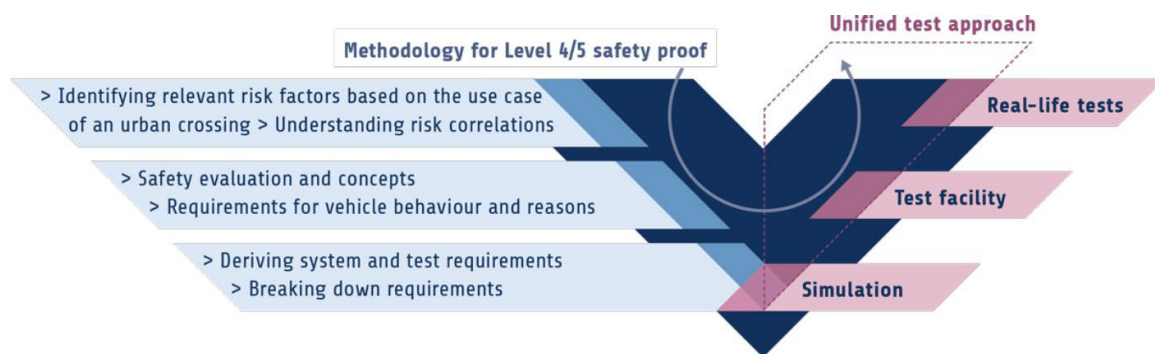 Unified test approach
Methodology for Level 4/5 safety proof
> Identifying relevant risk factors based on the use case
of an urban crossing > Understanding risk correlations
Real-life tests
> Safety evaluation and concepts
> Requirements for vehicle behaviour and reasons
Test facility
> Deriving system and test requirements
> Breaking down requirements
Simulation